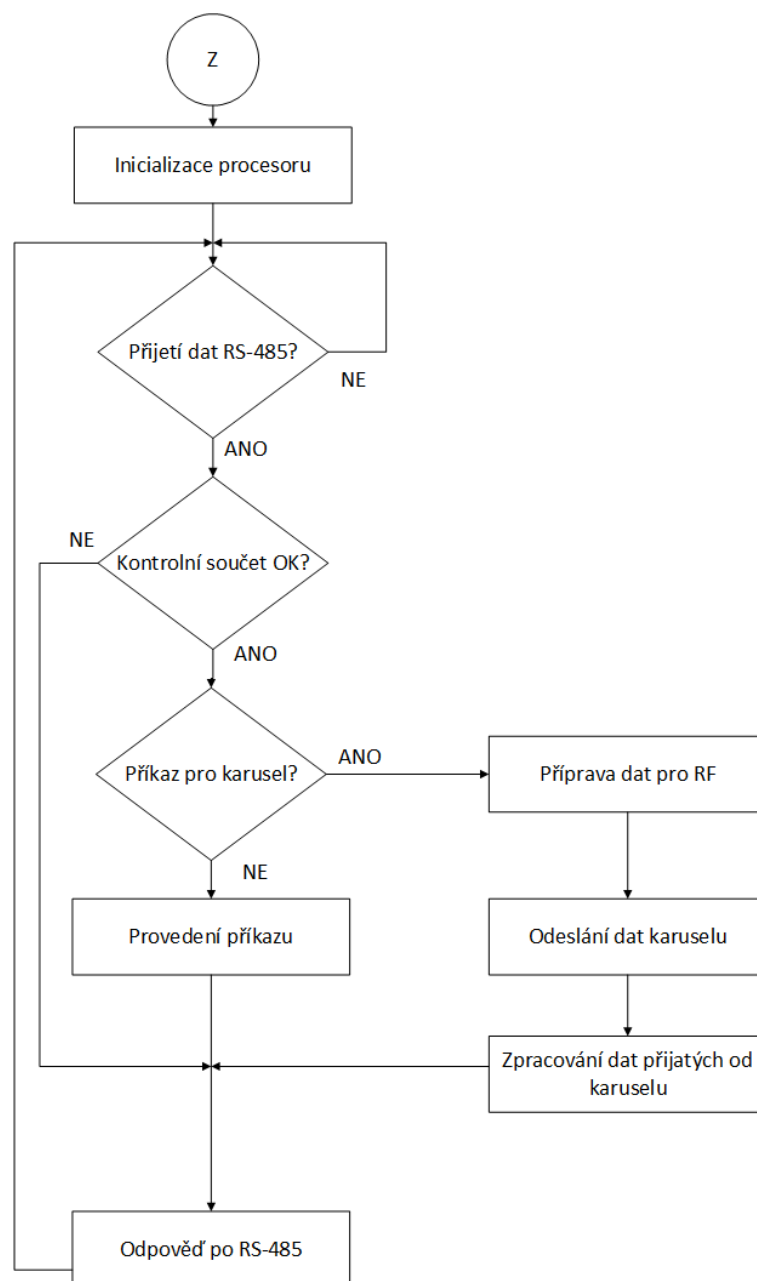 Z
Inicializace procesoru
Přijetí dat RS-485?
NE
ANO
NE
Kontrolní součet OK?
ANO
Příkaz pro karusel?
ANO
Příprava dat pro RF
NE
Provedení příkazu
Odeslání dat karuselu
Zpracování dat přijatých od
karuselu
Odpověď po RS-485